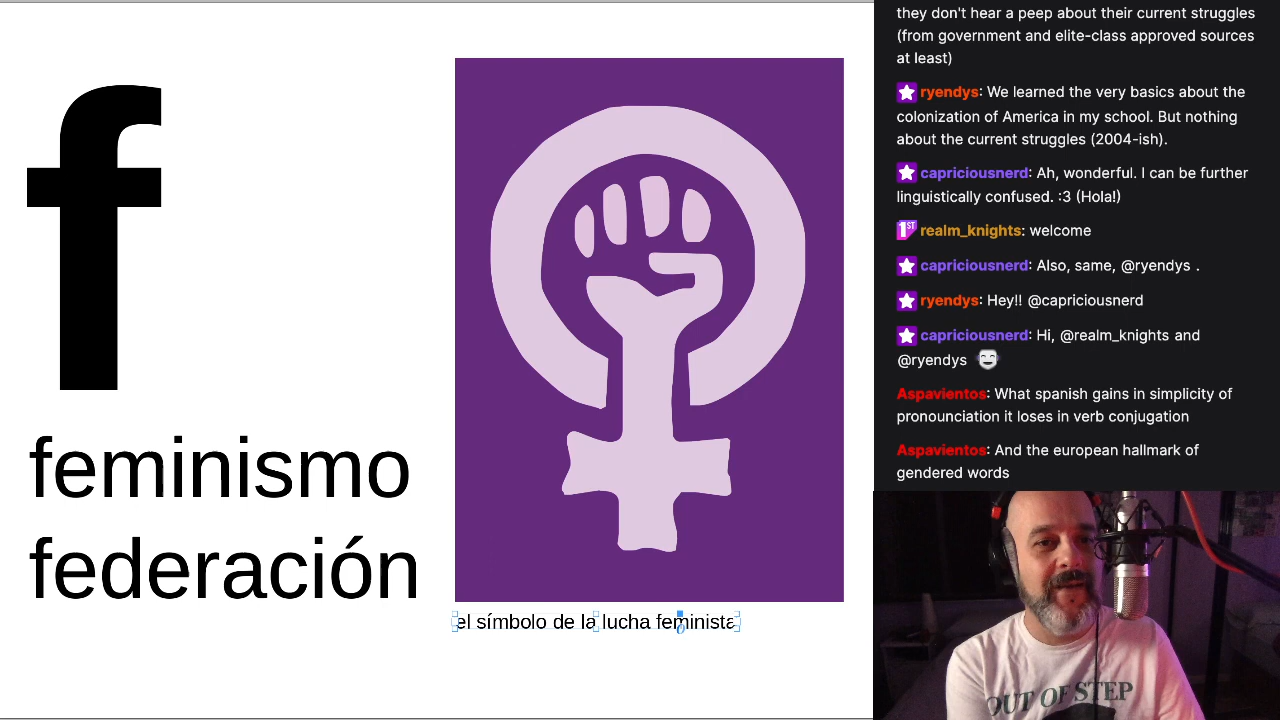 f
feminismo
federación
el símbolo de la lucha feminista
they don't hear a peep about their current struggles
(from government and elite-class approved sources
at least)
ryendys: We learned the very basics about the
colonization of America in my school. But nothing
about the current struggles (2004-ish).
capriciousnerd: Ah, wonderful. I can be further
linguistically confused. :3 (Hola!)
1ST realm_knights: welcome
capriciousnerd: Also, same, @ryendys .
ryendys: Hey!! @capriciousnerd
capriciousnerd: Hi, @realm_knights and
@ryendys
Aspavientos: What spanish gains in simplicity of
pronounciation it loses in verb conjugation
Aspavientos: And the european hallmark of
gendered words
OUT OF STEP